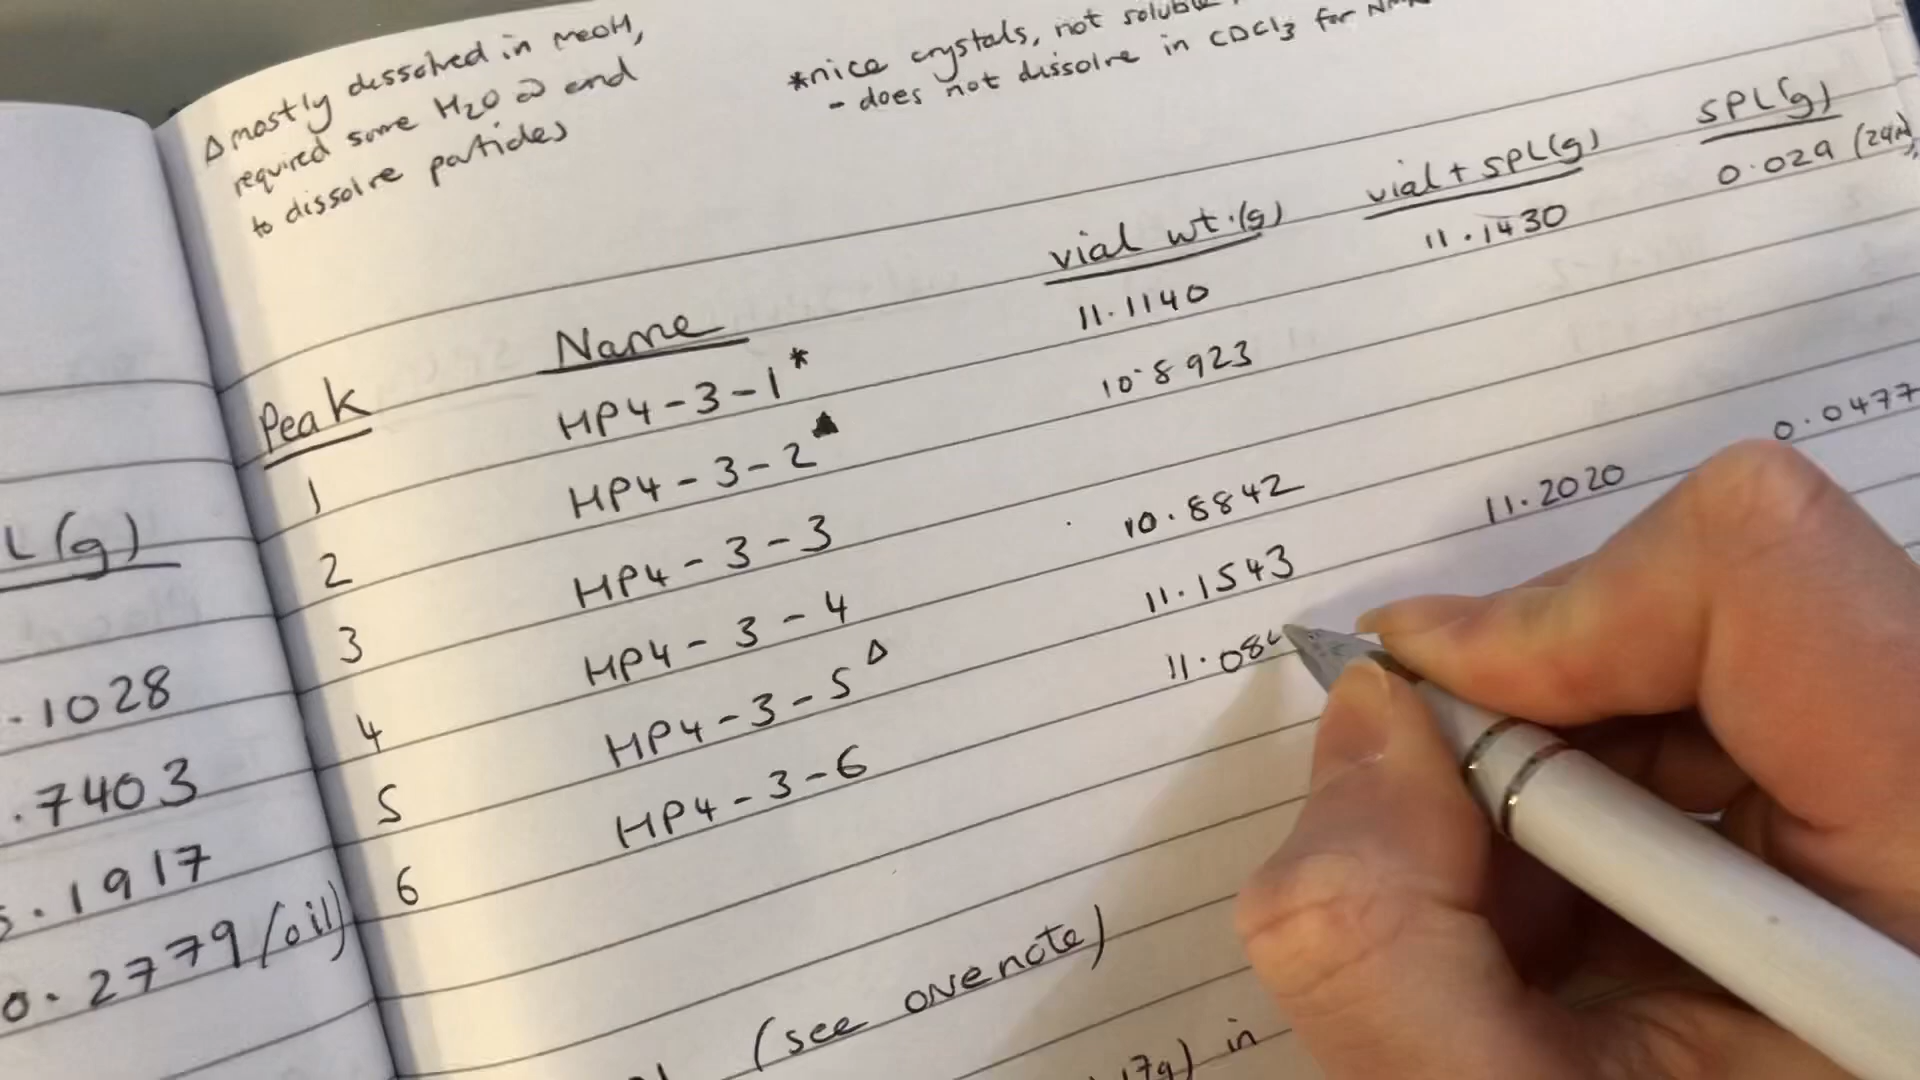 Δ mostly dissolved in MeOH,
required some H2O and
to dissolve particles
*nice crystals, not soluble
- does not dissolve in CDCl3 for NMR
Peak Name vial wt.(g) vial + SPL(g) SPL(g)
1 HP4-3-1* 11.1140 11.1430 0.029
2 HP4-3-2▲ 10.8923
3 HP4-3-3
4 HP4-3-4 10.8842
5 HP4-3-5Δ 11.1543 11.2020 0.0477
6 HP4-3-6 11.08
(see onenote)
in
L(g)
.1028
.7403
.1917
0.2779 (oil)